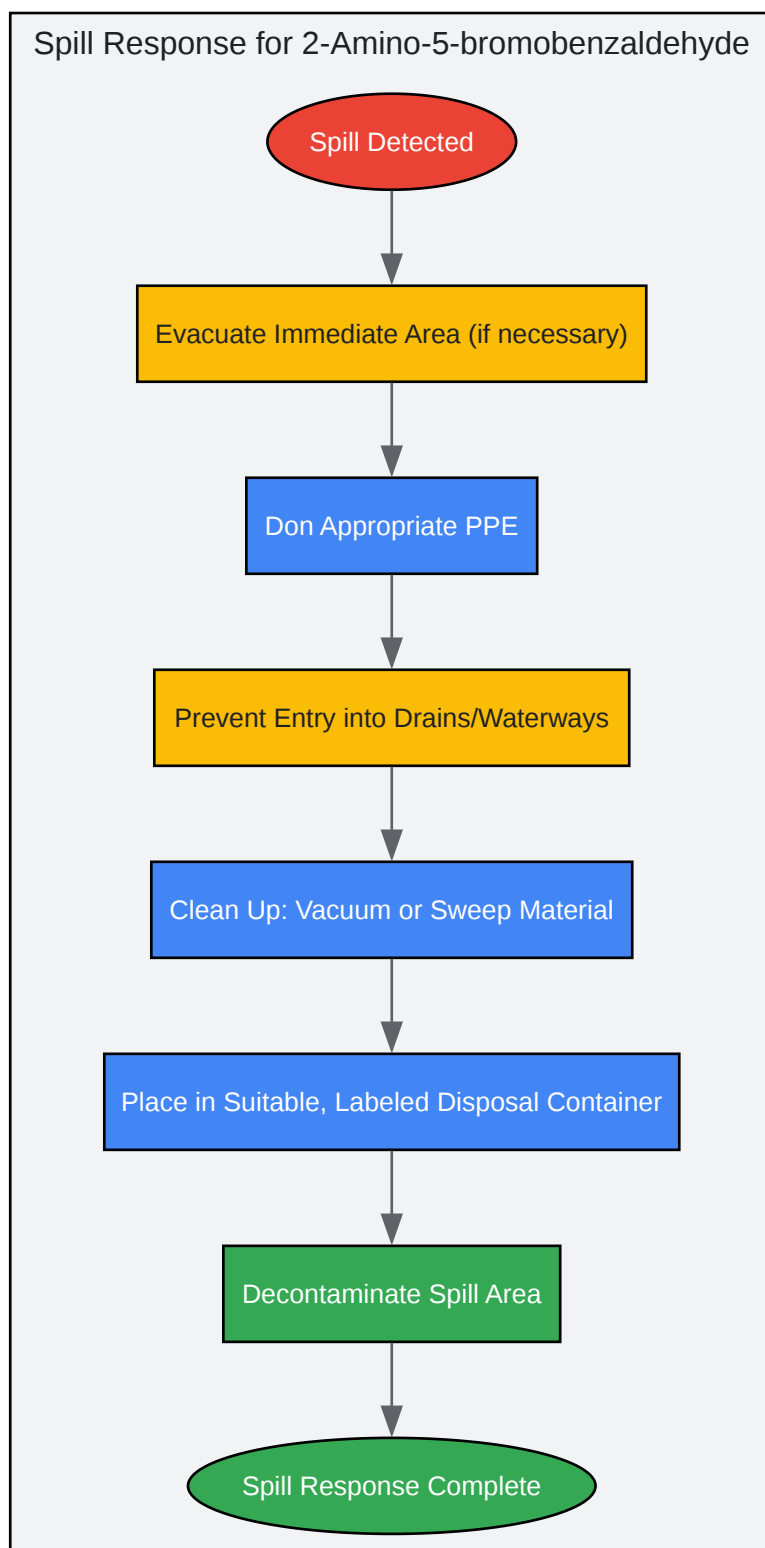 Spill Response for 2-Amino-5-bromobenzaldehyde
Spill Detected
Evacuate Immediate Area (if necessary)
Don Appropriate PPE
Prevent Entry into Drains/Waterways
Clean Up: Vacuum or Sweep Material
Place in Suitable, Labeled Disposal Container
Decontaminate Spill Area
Spill Response Complete